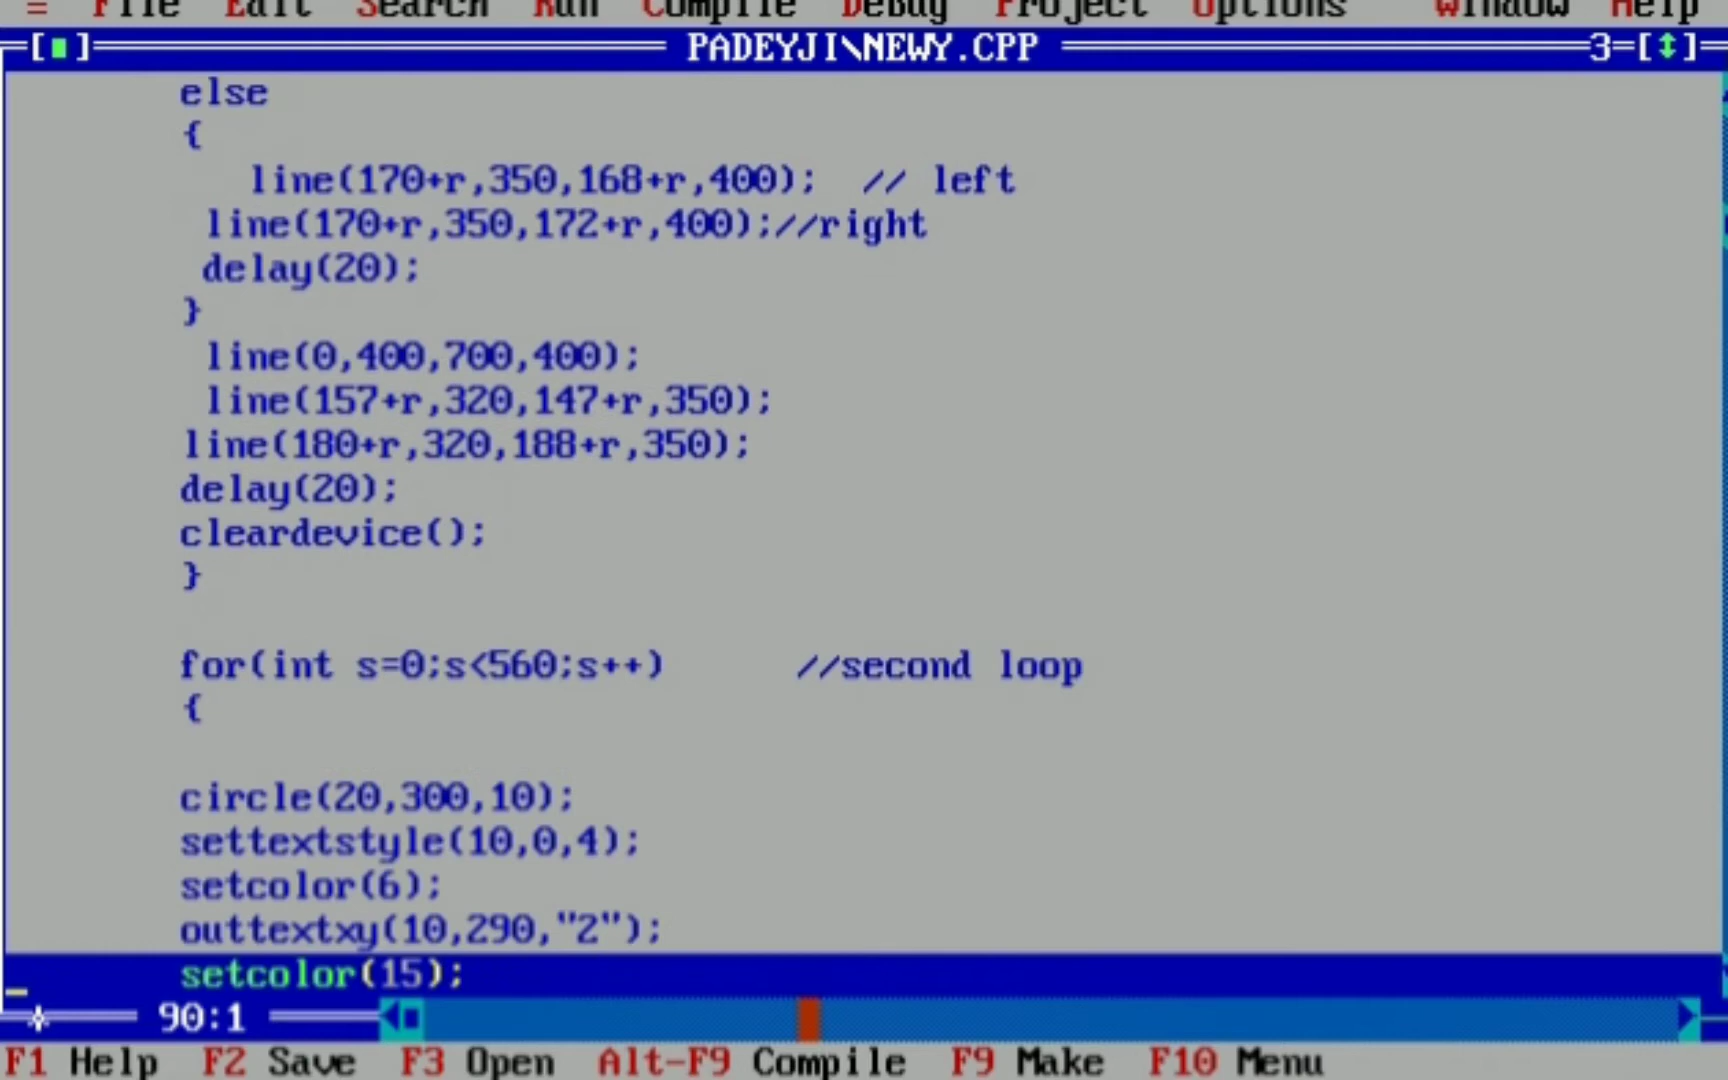 = File Edit Search Run Compile Debug Project Options Window Help
[■] PADEYJI\NEWY.CPP 3=[↕]
else
{
line(170+r,350,168+r,400); // left
line(170+r,350,172+r,400);//right
delay(20);
}
line(0,400,700,400);
line(157+r,320,147+r,350);
line(180+r,320,188+r,350);
delay(20);
cleardevice();
}
for(int s=0;s<560;s++) //second loop
{
circle(20,300,10);
settextstyle(10,0,4);
setcolor(6);
outtextxy(10,290,"2");
setcolor(15);
90:1
F1 Help F2 Save F3 Open Alt-F9 Compile F9 Make F10 Menu